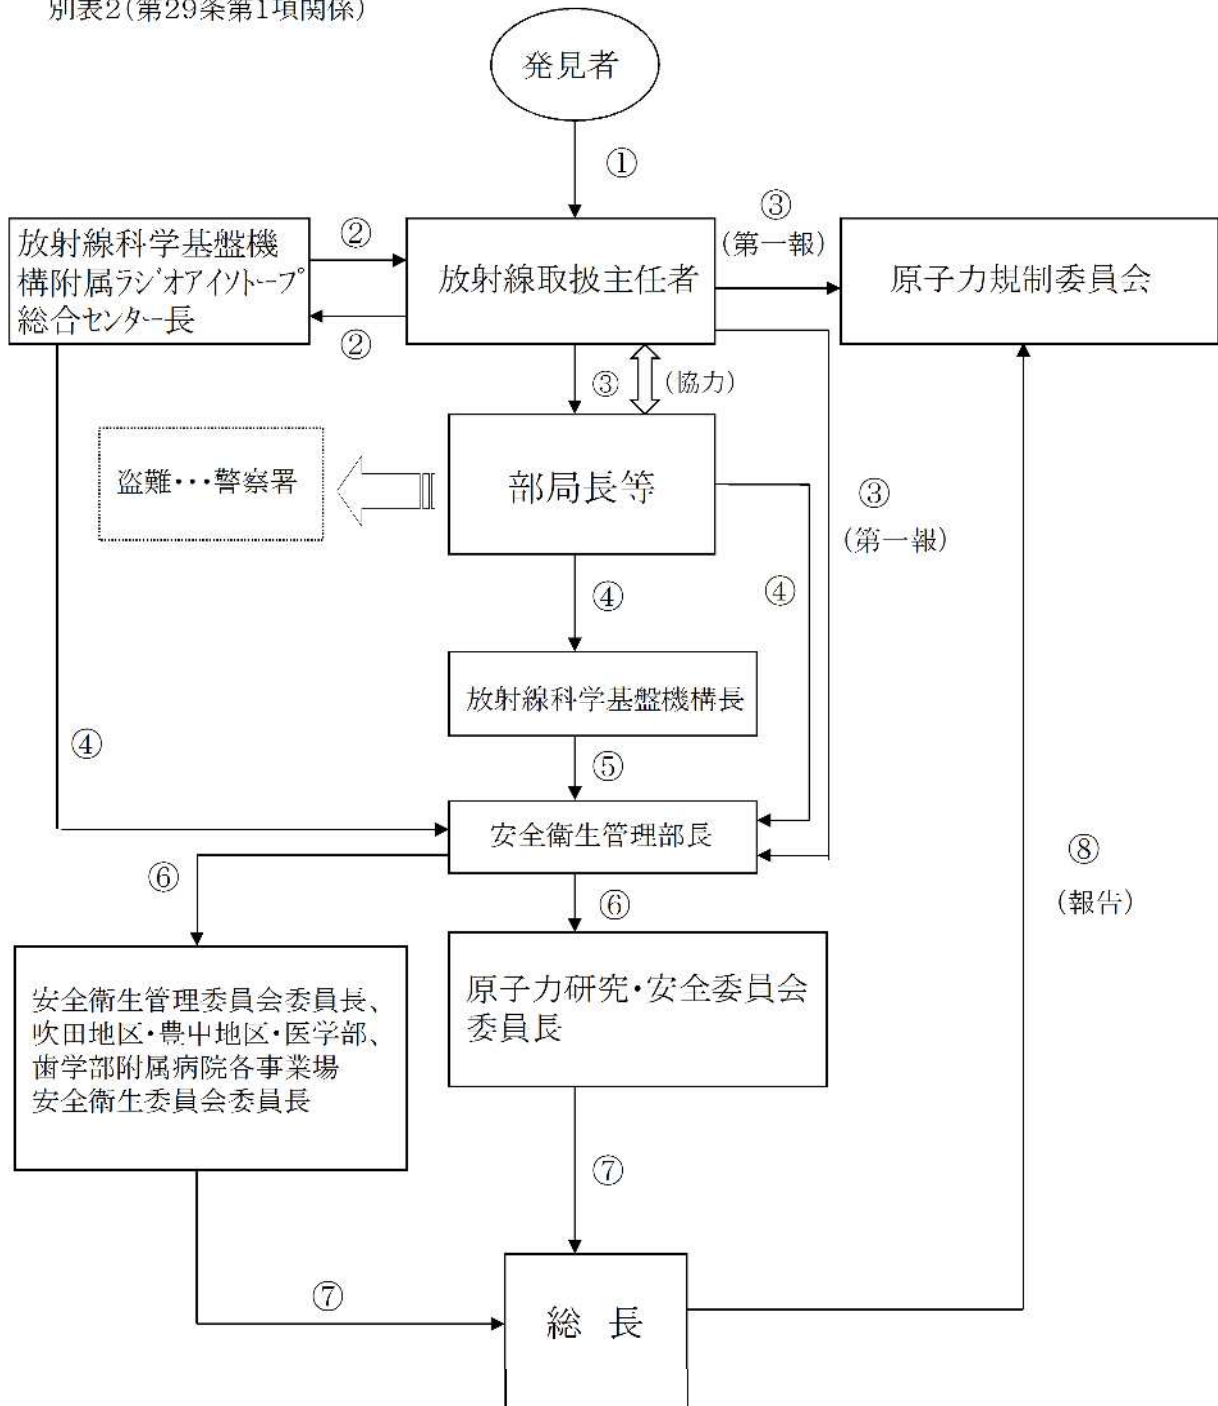 別表2(第29条第1項関係)
発見者
①
③
(第一報)
放射線科学基盤機
構附属ラジオアイソトープ
総合センター長
②
②
放射線取扱主任者
原子力規制委員会
③
(協力)
盗難・・・警察署
部局長等
③
(第一報)
④
④
放射線科学基盤機構長
④
⑤
安全衛生管理部長
⑥
⑥
⑧
(報告)
安全衛生管理委員会委員長、
吹田地区・豊中地区・医学部、
歯学部附属病院各事業場
安全衛生委員会委員長
原子力研究・安全委員会
委員長
⑦
⑦
総 長